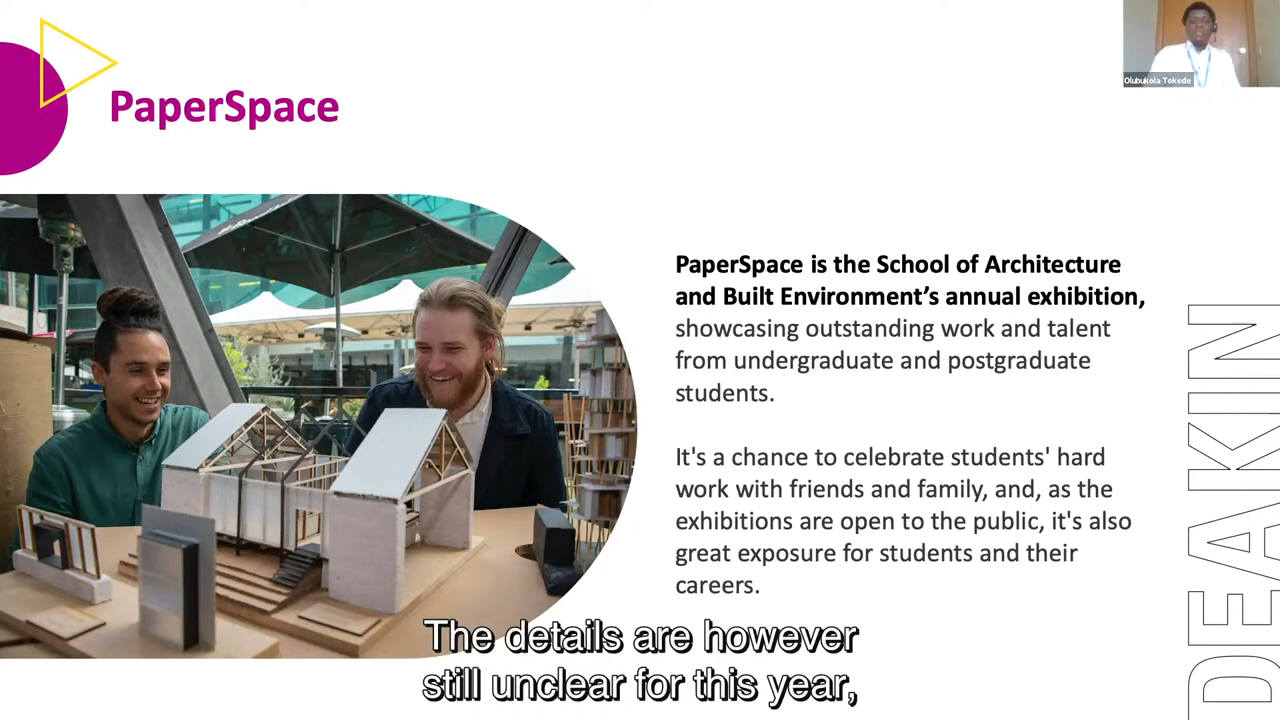 PaperSpace
Olubukola Tokede
PaperSpace is the School of Architecture
and Built Environment’s annual exhibition,
showcasing outstanding work and talent
from undergraduate and postgraduate
students.
It's a chance to celebrate students' hard
work with friends and family, and, as the
exhibitions are open to the public, it's also
great exposure for students and their
careers.
DEAKIN
The details are however
still unclear for this year,